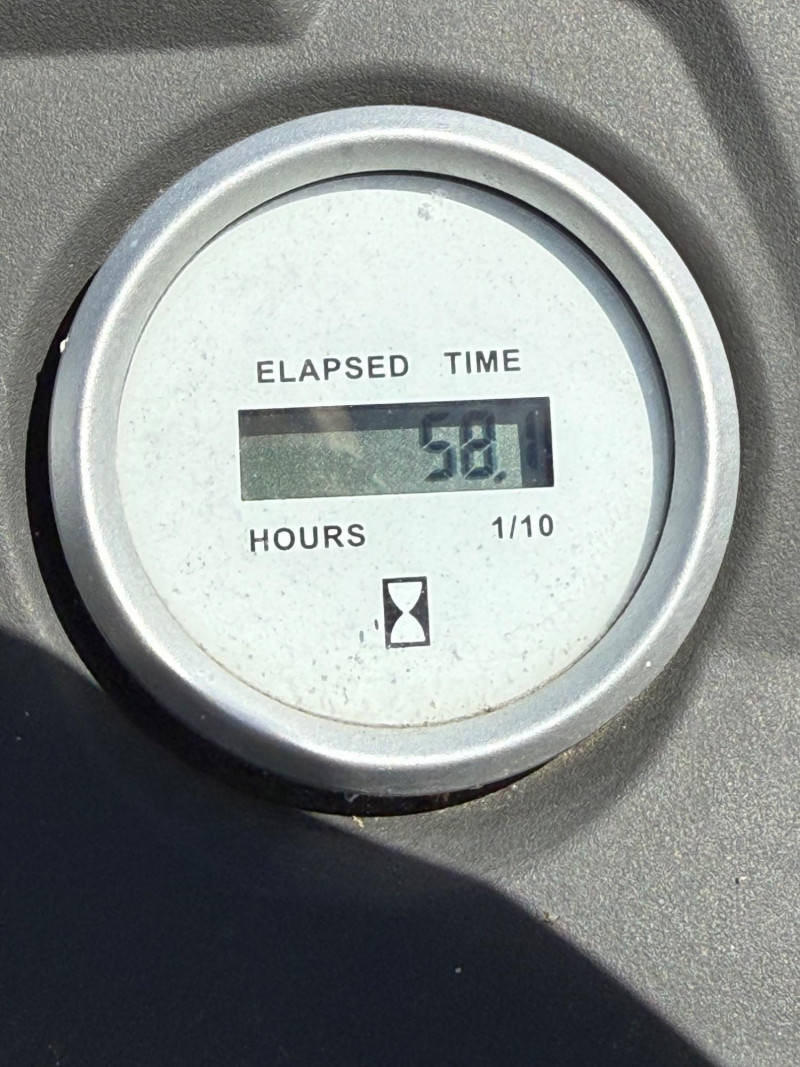 ELAPSED TIME
58.1
HOURS 1/10